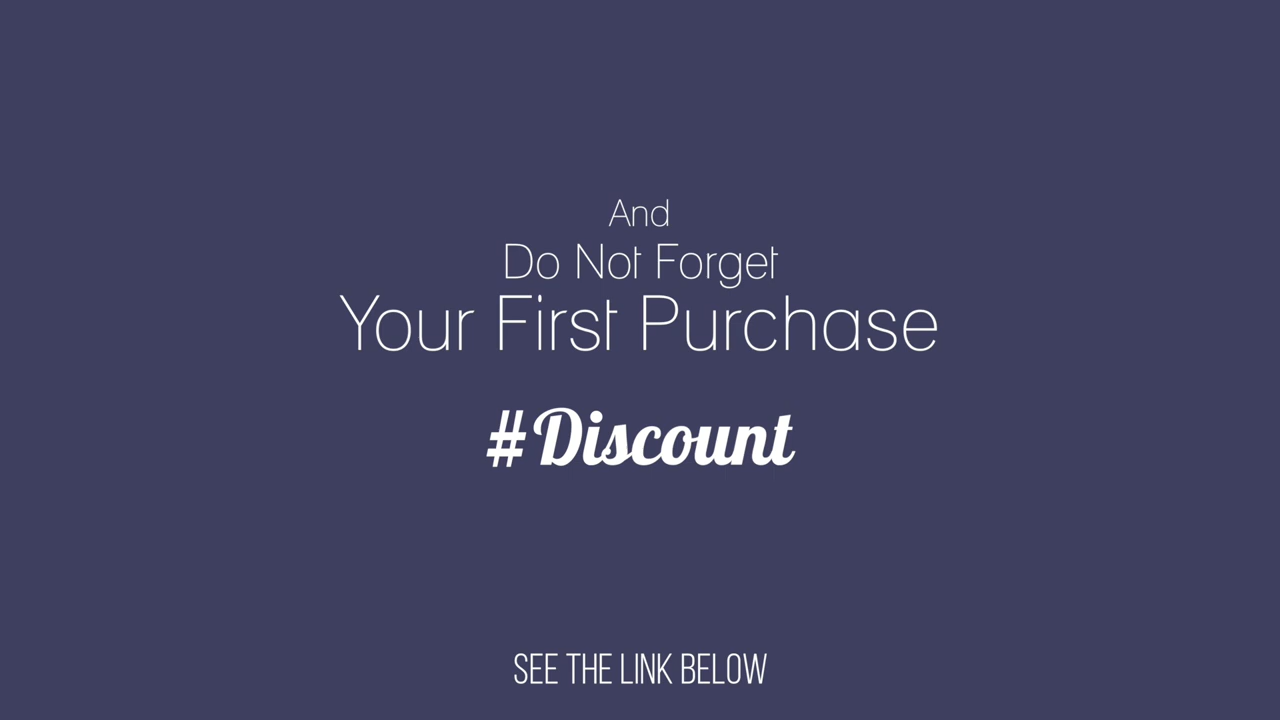 And
Do Not Forget
Your First Purchase
#Discount
SEE THE LINK BELOW